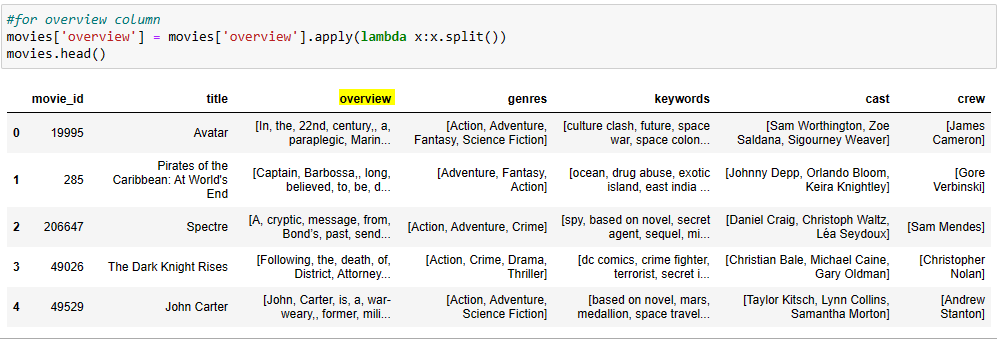 #for overview column
movies['overview'] = movies['overview'].apply(lambda x:x.split())
movies.head()
movie_id title overview genres keywords cast crew
0 19995 Avatar [In, the, 22nd, century,, a, paraplegic, Marin... [Action, Adventure, Fantasy, Science Fiction] [culture clash, future, space war, space colon... [Sam Worthington, Zoe Saldana, Sigourney Weaver] [James Cameron]
1 285 Pirates of the Caribbean: At World's End [Captain, Barbossa,, long, believed, to, be, d... [Adventure, Fantasy, Action] [ocean, drug abuse, exotic island, east india ... [Johnny Depp, Orlando Bloom, Keira Knightley] [Gore Verbinski]
2 206647 Spectre [A, cryptic, message, from, Bond’s, past, send... [Action, Adventure, Crime] [spy, based on novel, secret agent, sequel, mi... [Daniel Craig, Christoph Waltz, Léa Seydoux] [Sam Mendes]
3 49026 The Dark Knight Rises [Following, the, death, of, District, Attorney... [Action, Crime, Drama, Thriller] [dc comics, crime fighter, terrorist, secret i... [Christian Bale, Michael Caine, Gary Oldman] [Christopher Nolan]
4 49529 John Carter [John, Carter, is, a, war-weary,, former, mili... [Action, Adventure, Science Fiction] [based on novel, mars, medallion, space travel... [Taylor Kitsch, Lynn Collins, Samantha Morton] [Andrew Stanton]